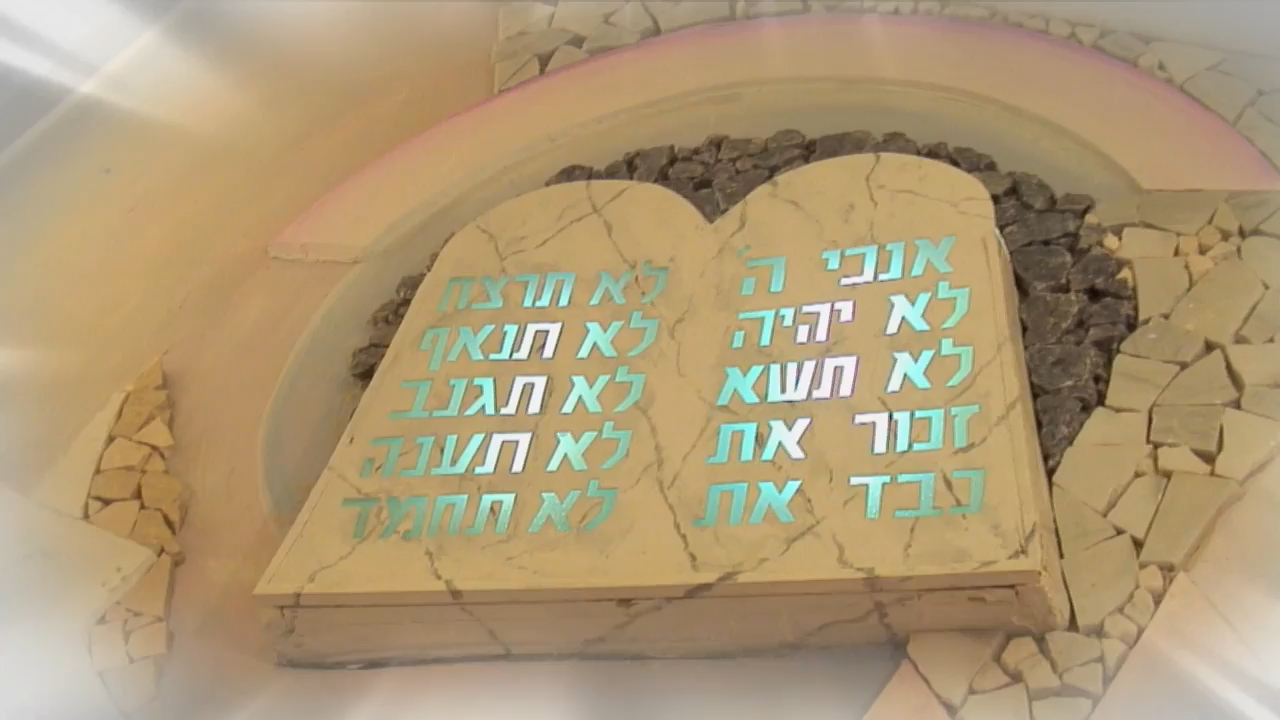 אנכי ה'
לא יהיה
לא תשא
זכור את
כבד את
לא תרצח
לא תנאף
לא תגנב
לא תענה
לא תחמד